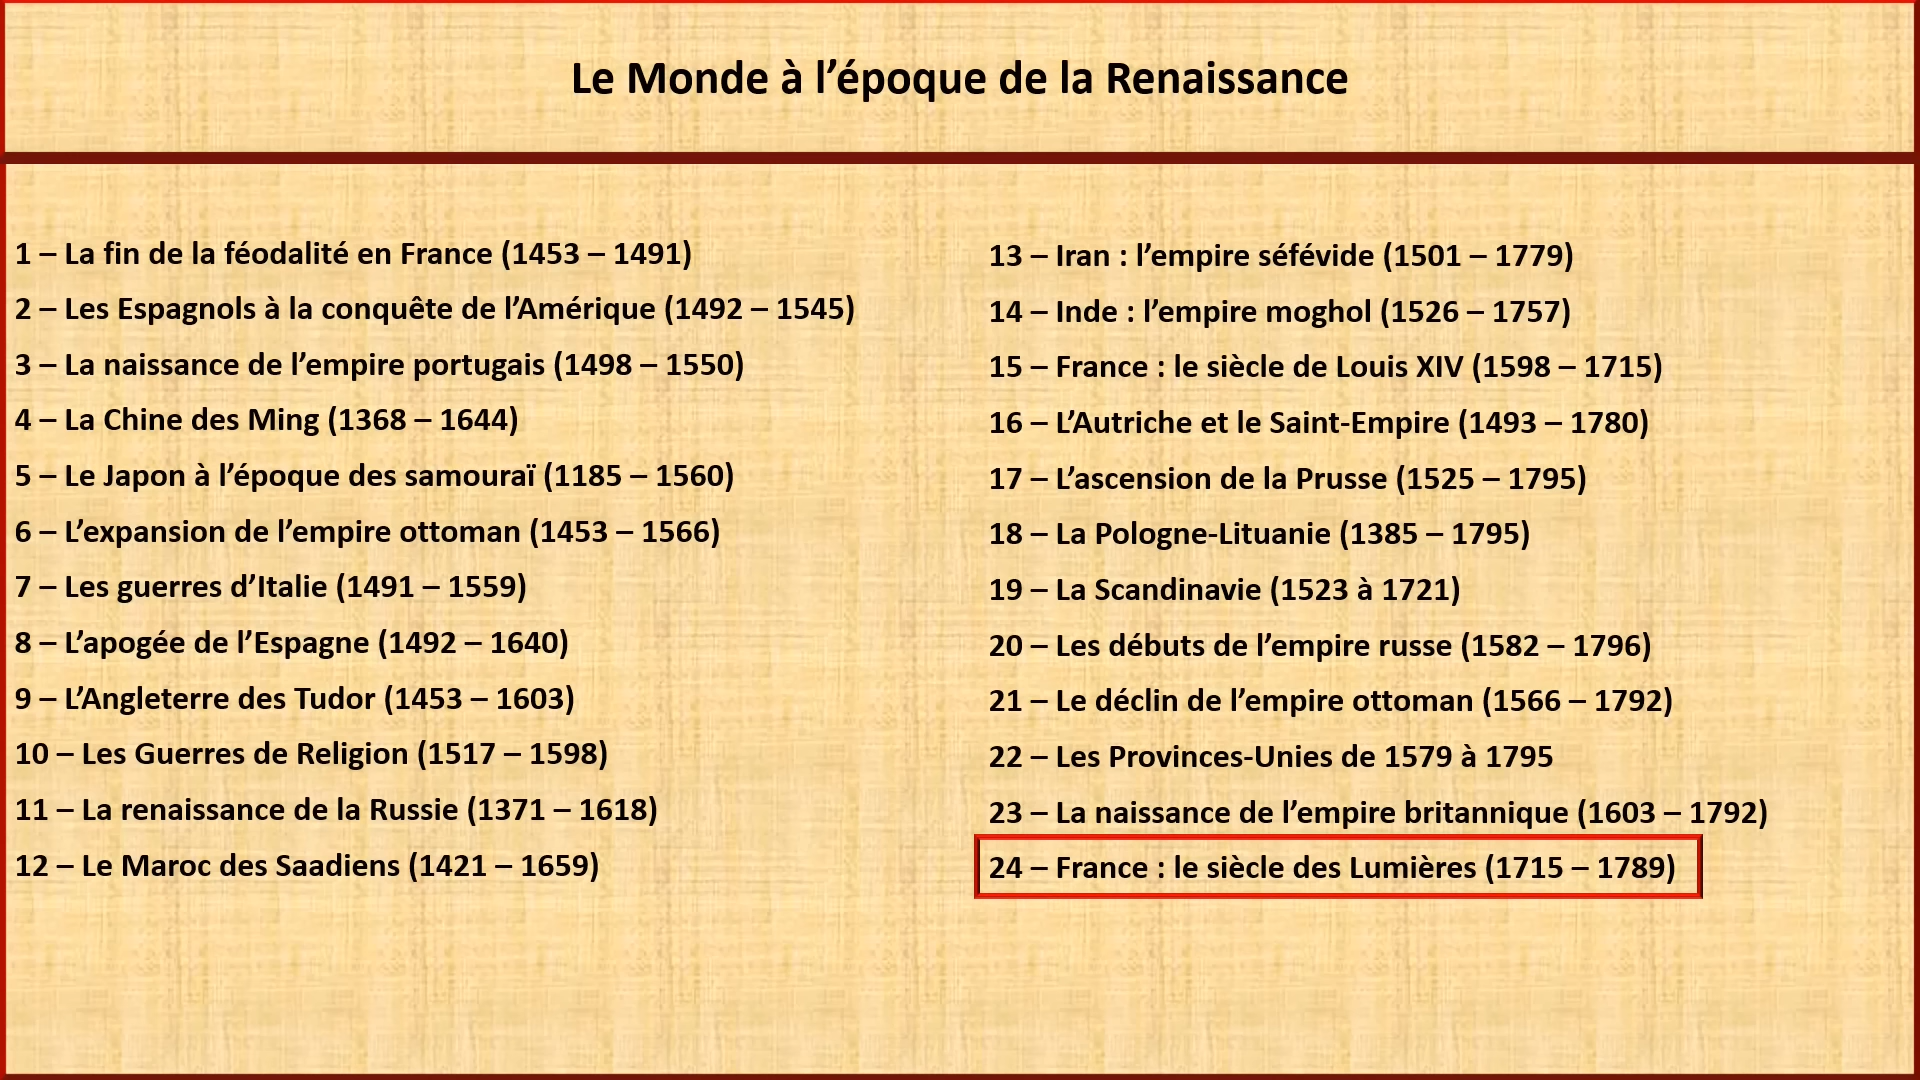 Le Monde à l’époque de la Renaissance
1 – La fin de la féodalité en France (1453 – 1491)
2 – Les Espagnols à la conquête de l’Amérique (1492 – 1545)
3 – La naissance de l’empire portugais (1498 – 1550)
4 – La Chine des Ming (1368 – 1644)
5 – Le Japon à l’époque des samouraï (1185 – 1560)
6 – L’expansion de l’empire ottoman (1453 – 1566)
7 – Les guerres d’Italie (1491 – 1559)
8 – L’apogée de l’Espagne (1492 – 1640)
9 – L’Angleterre des Tudor (1453 – 1603)
10 – Les Guerres de Religion (1517 – 1598)
11 – La renaissance de la Russie (1371 – 1618)
12 – Le Maroc des Saadiens (1421 – 1659)
13 – Iran : l’empire séfévide (1501 – 1779)
14 – Inde : l’empire moghol (1526 – 1757)
15 – France : le siècle de Louis XIV (1598 – 1715)
16 – L’Autriche et le Saint-Empire (1493 – 1780)
17 – L’ascension de la Prusse (1525 – 1795)
18 – La Pologne-Lituanie (1385 – 1795)
19 – La Scandinavie (1523 à 1721)
20 – Les débuts de l’empire russe (1582 – 1796)
21 – Le déclin de l’empire ottoman (1566 – 1792)
22 – Les Provinces-Unies de 1579 à 1795
23 – La naissance de l’empire britannique (1603 – 1792)
24 – France : le siècle des Lumières (1715 – 1789)